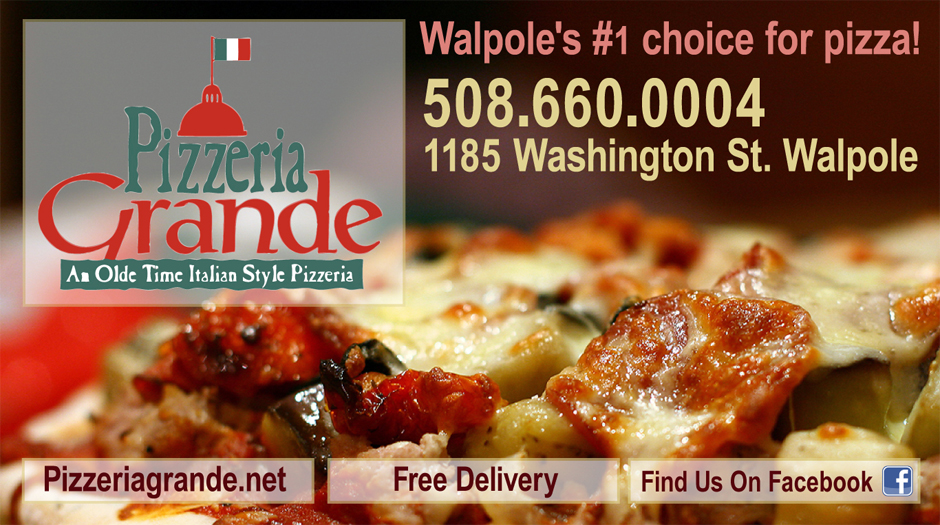 Pizzeria
Grande
An Olde Time Italian Style Pizzeria
Walpole's #1 choice for pizza!
508.660.0004
1185 Washington St. Walpole
Pizzeriagrande.net
Free Delivery
Find Us On Facebook f